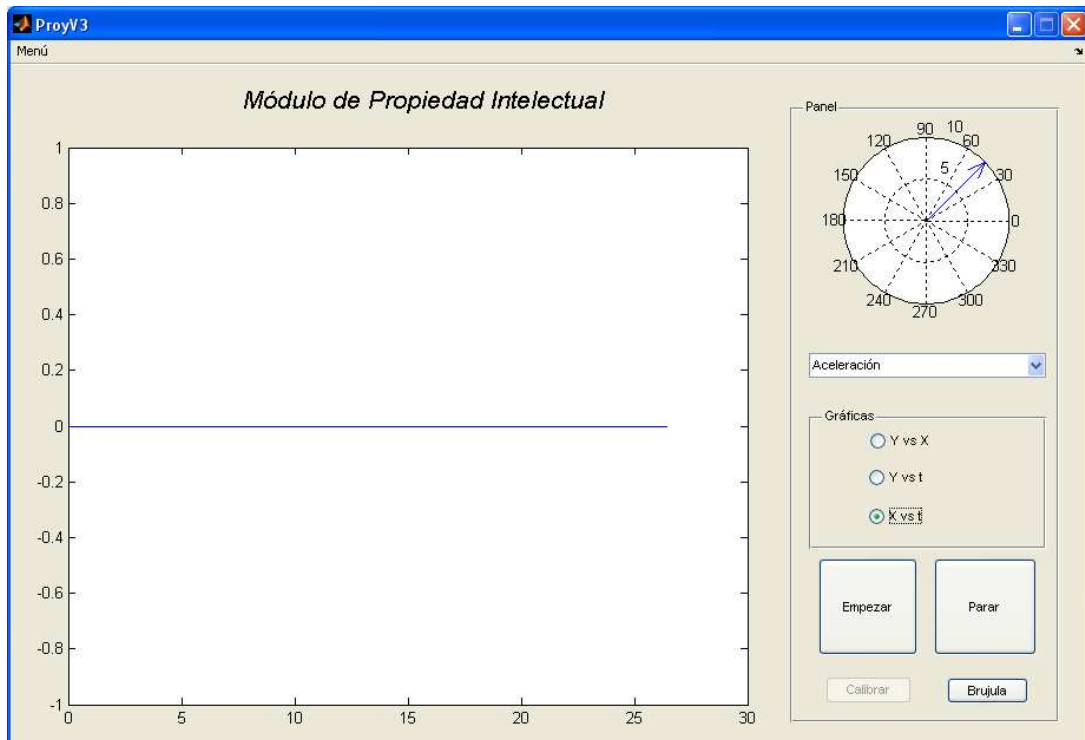 ProyV3
Menú
Módulo de Propiedad Intelectual
1
0.8
0.6
0.4
0.2
0
-0.2
-0.4
-0.6
-0.8
-1
0
5
10
15
20
25
30
Panel
90
10
120
60
5
150
30
180
0
210
330
240
300
270
Aceleración
Gráficas
Y vs X
Y vs t
X vs t
Empezar
Parar
Calibrar
Brujula